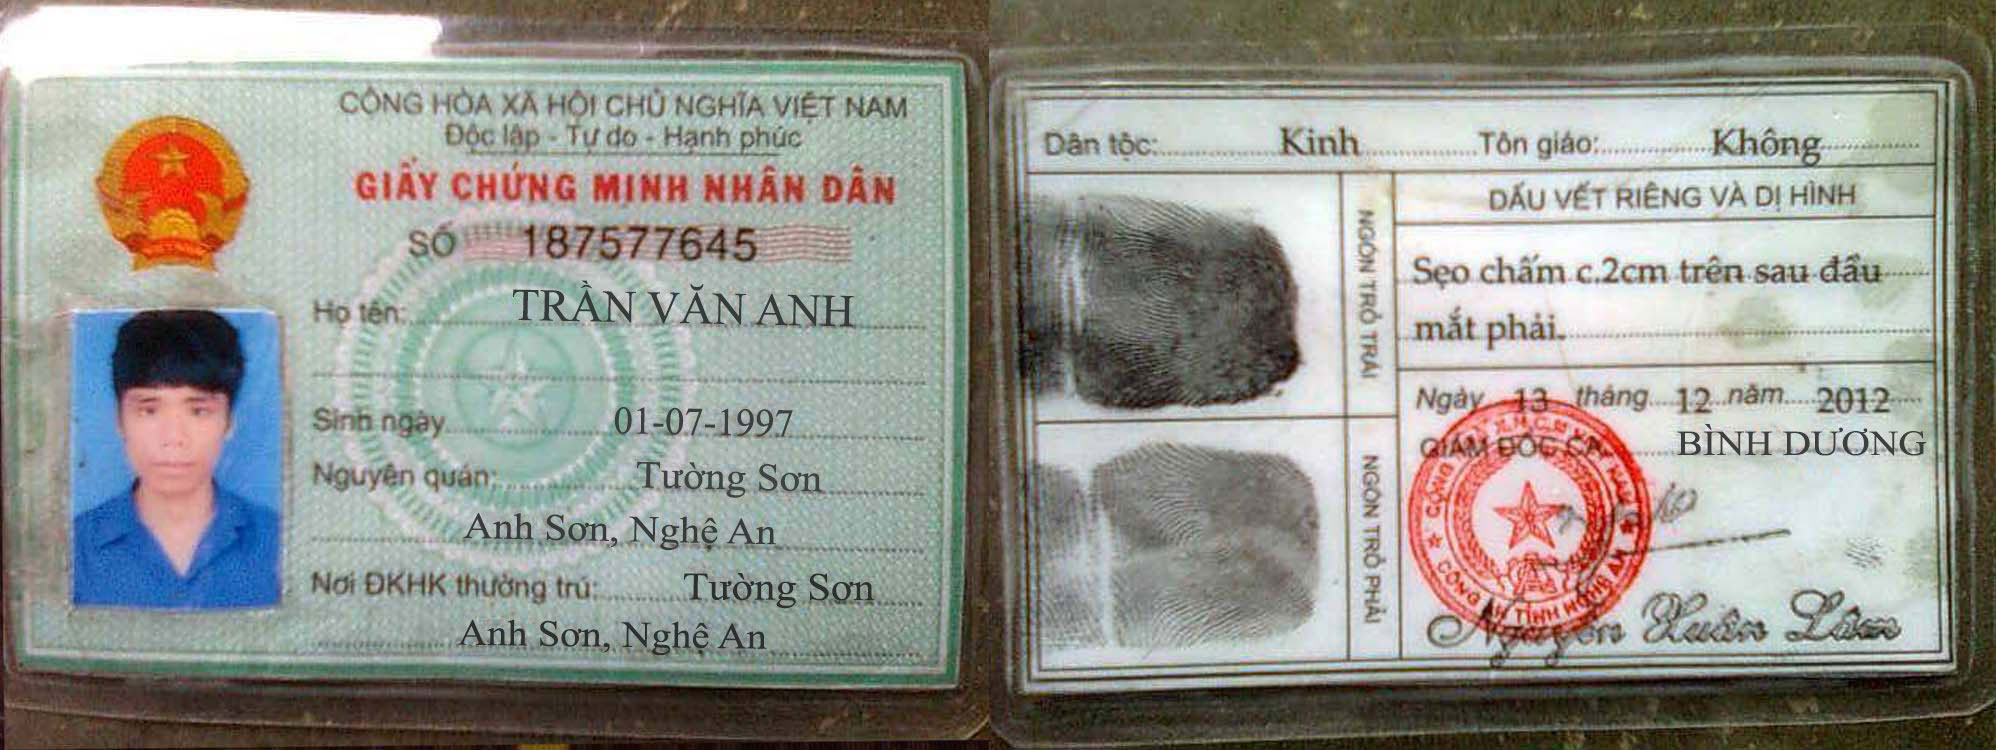 CỘNG HÒA XÃ HỘI CHỦ NGHĨA VIỆT NAM
Độc lập - Tự do - Hạnh phúc
GIẤY CHỨNG MINH NHÂN DÂN
SỐ 187577645
Họ tên: TRẦN VĂN ANH
Sinh ngày 01-07-1997
Nguyên quán: Tường Sơn
Anh Sơn, Nghệ An
Nơi ĐKHK thường trú: Tường Sơn
Anh Sơn, Nghệ An
Dân tộc: Kinh Tôn giáo: Không
NGÓN TRỎ TRÁI
NGÓN TRỎ PHẢI
DẤU VẾT RIÊNG VÀ DỊ HÌNH
Sẹo chấm c.2cm trên sau đầu
mắt phải.
Ngày 13 tháng 12 năm 2012
GIÁM ĐỐC CA BÌNH DƯƠNG
CÔNG AN TỈNH
Nguyễn Xuân Lâm